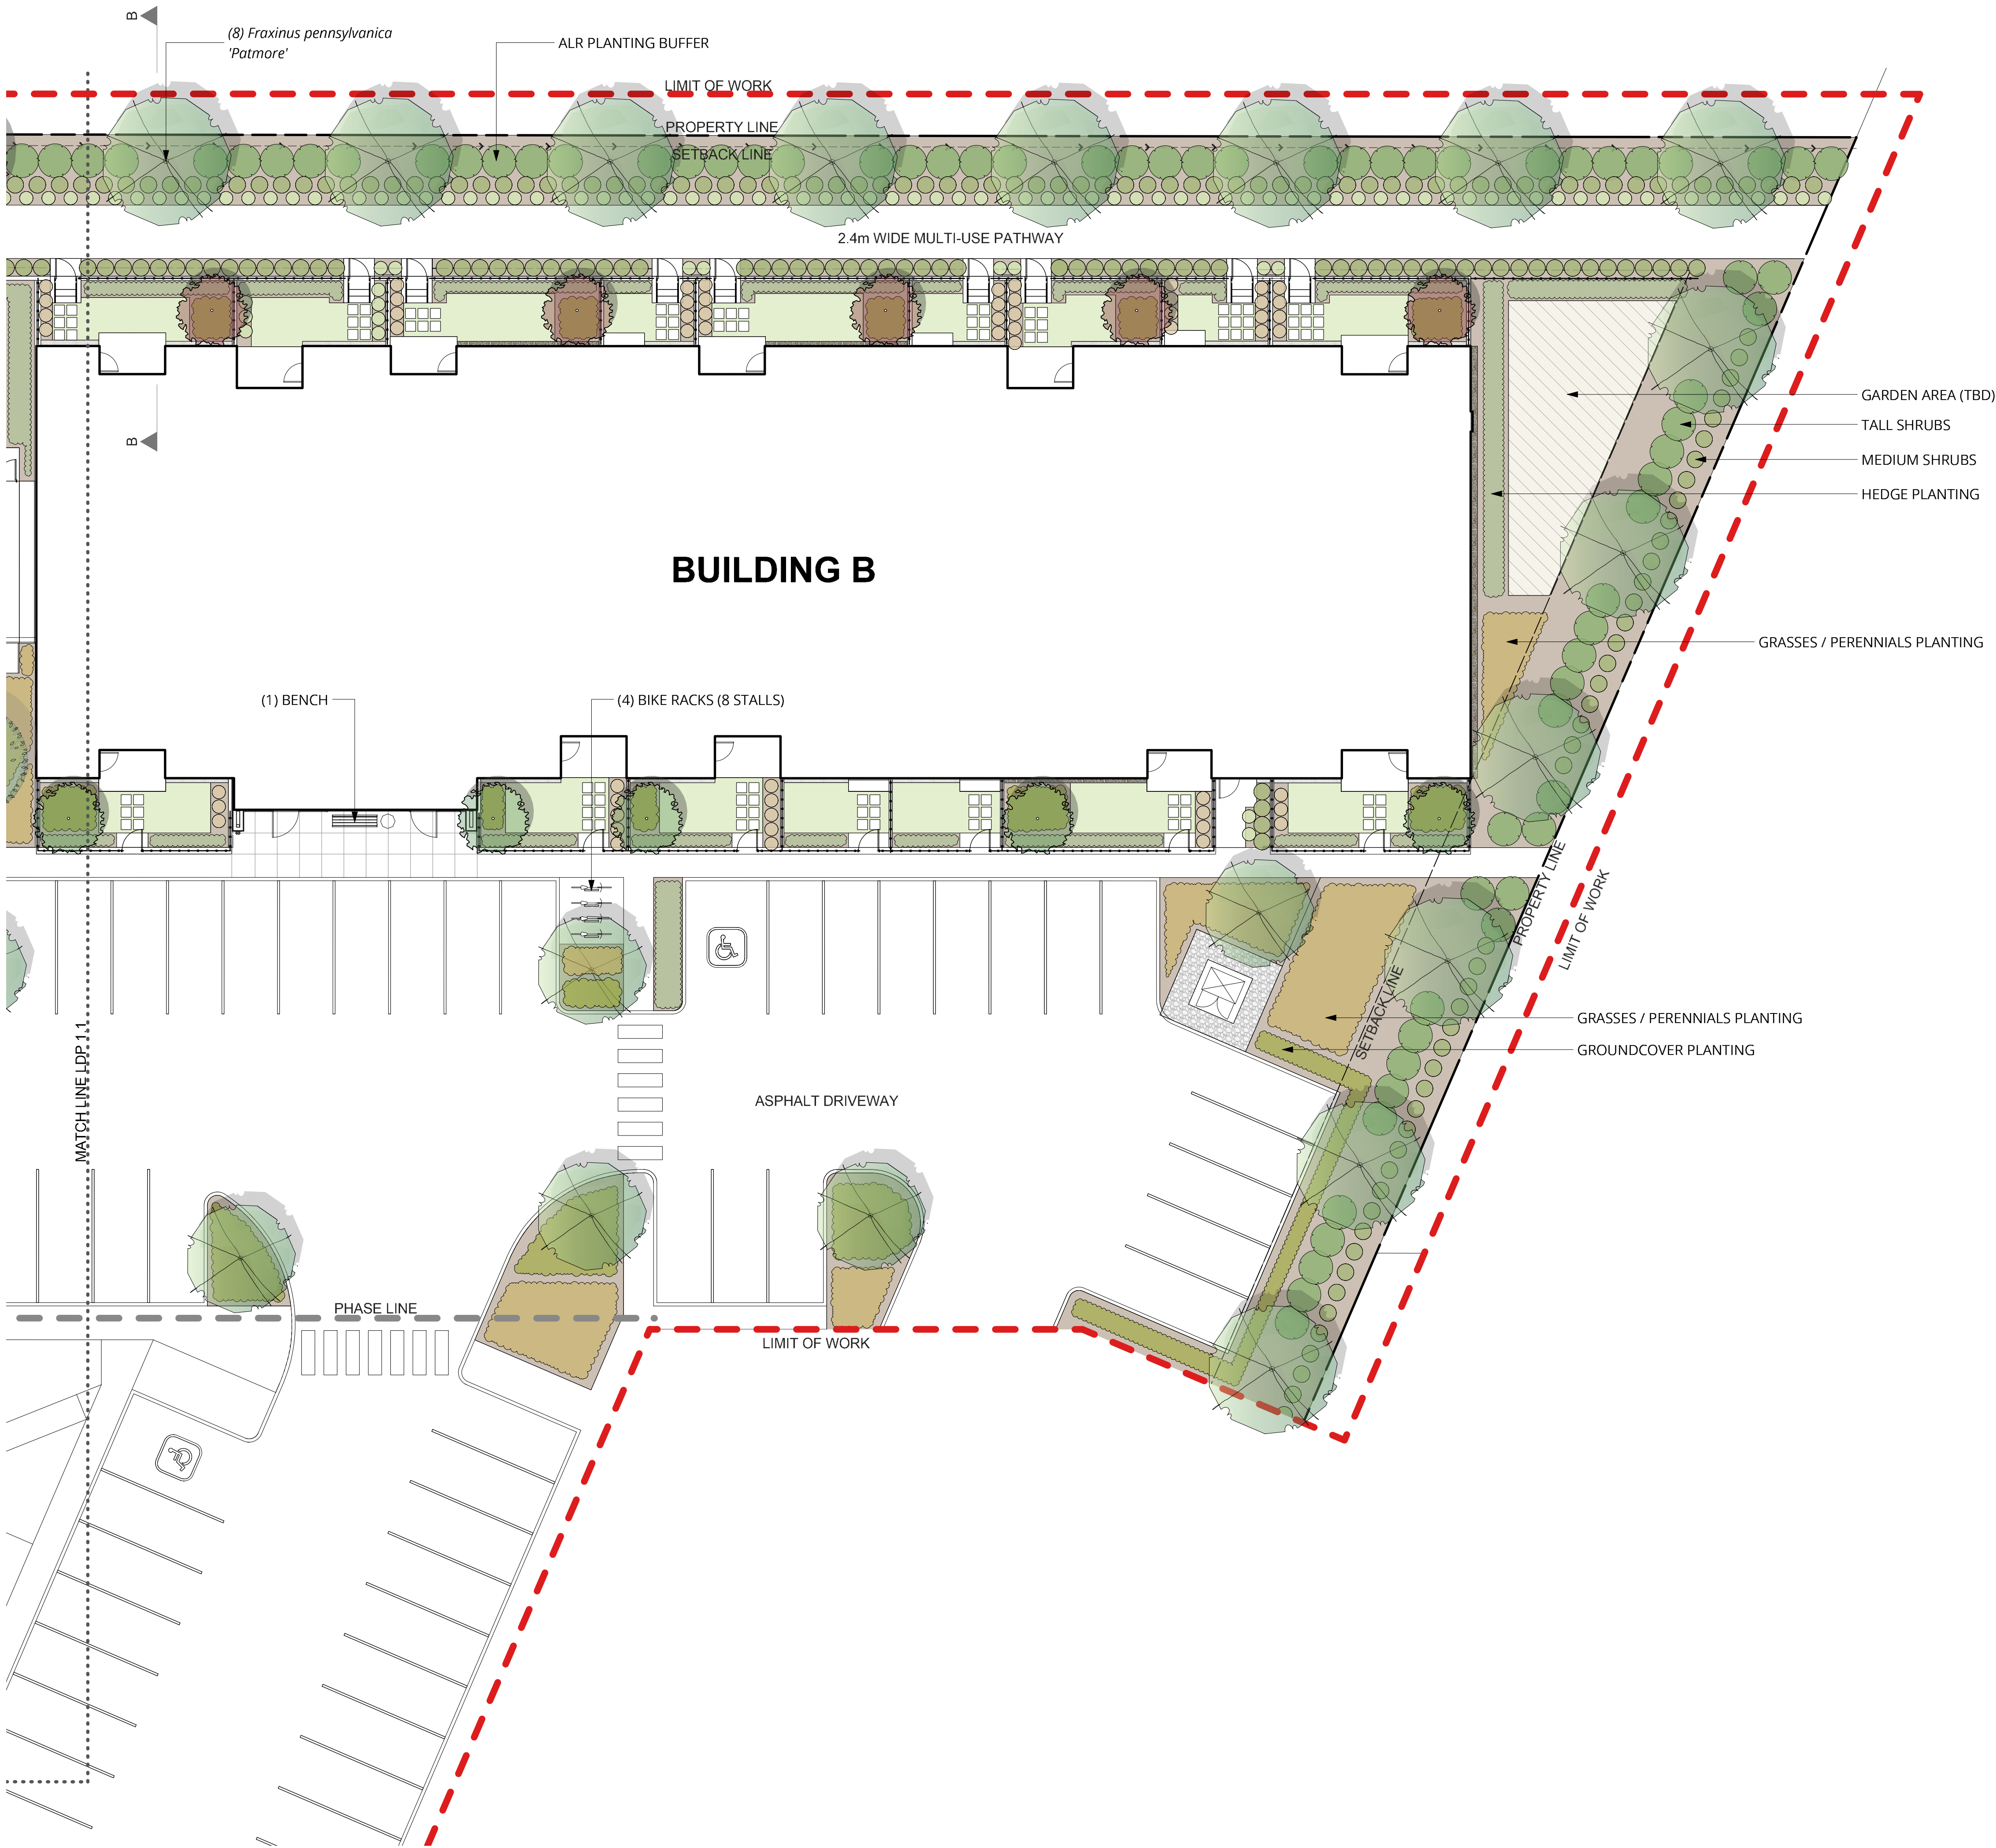 B
(8) Fraxinus pennsylvanica
'Patmore'
ALR PLANTING BUFFER
LIMIT OF WORK
PROPERTY LINE
SETBACK LINE
2.4m WIDE MULTI-USE PATHWAY
B
GARDEN AREA (TBD)
TALL SHRUBS
MEDIUM SHRUBS
HEDGE PLANTING
BUILDING B
GRASSES / PERENNIALS PLANTING
(1) BENCH
(4) BIKE RACKS (8 STALLS)
PROPERTY LINE
LIMIT OF WORK
SETBACK LINE
GRASSES / PERENNIALS PLANTING
GROUNDCOVER PLANTING
MATCH LINE LDP 1.1
ASPHALT DRIVEWAY
PHASE LINE
LIMIT OF WORK